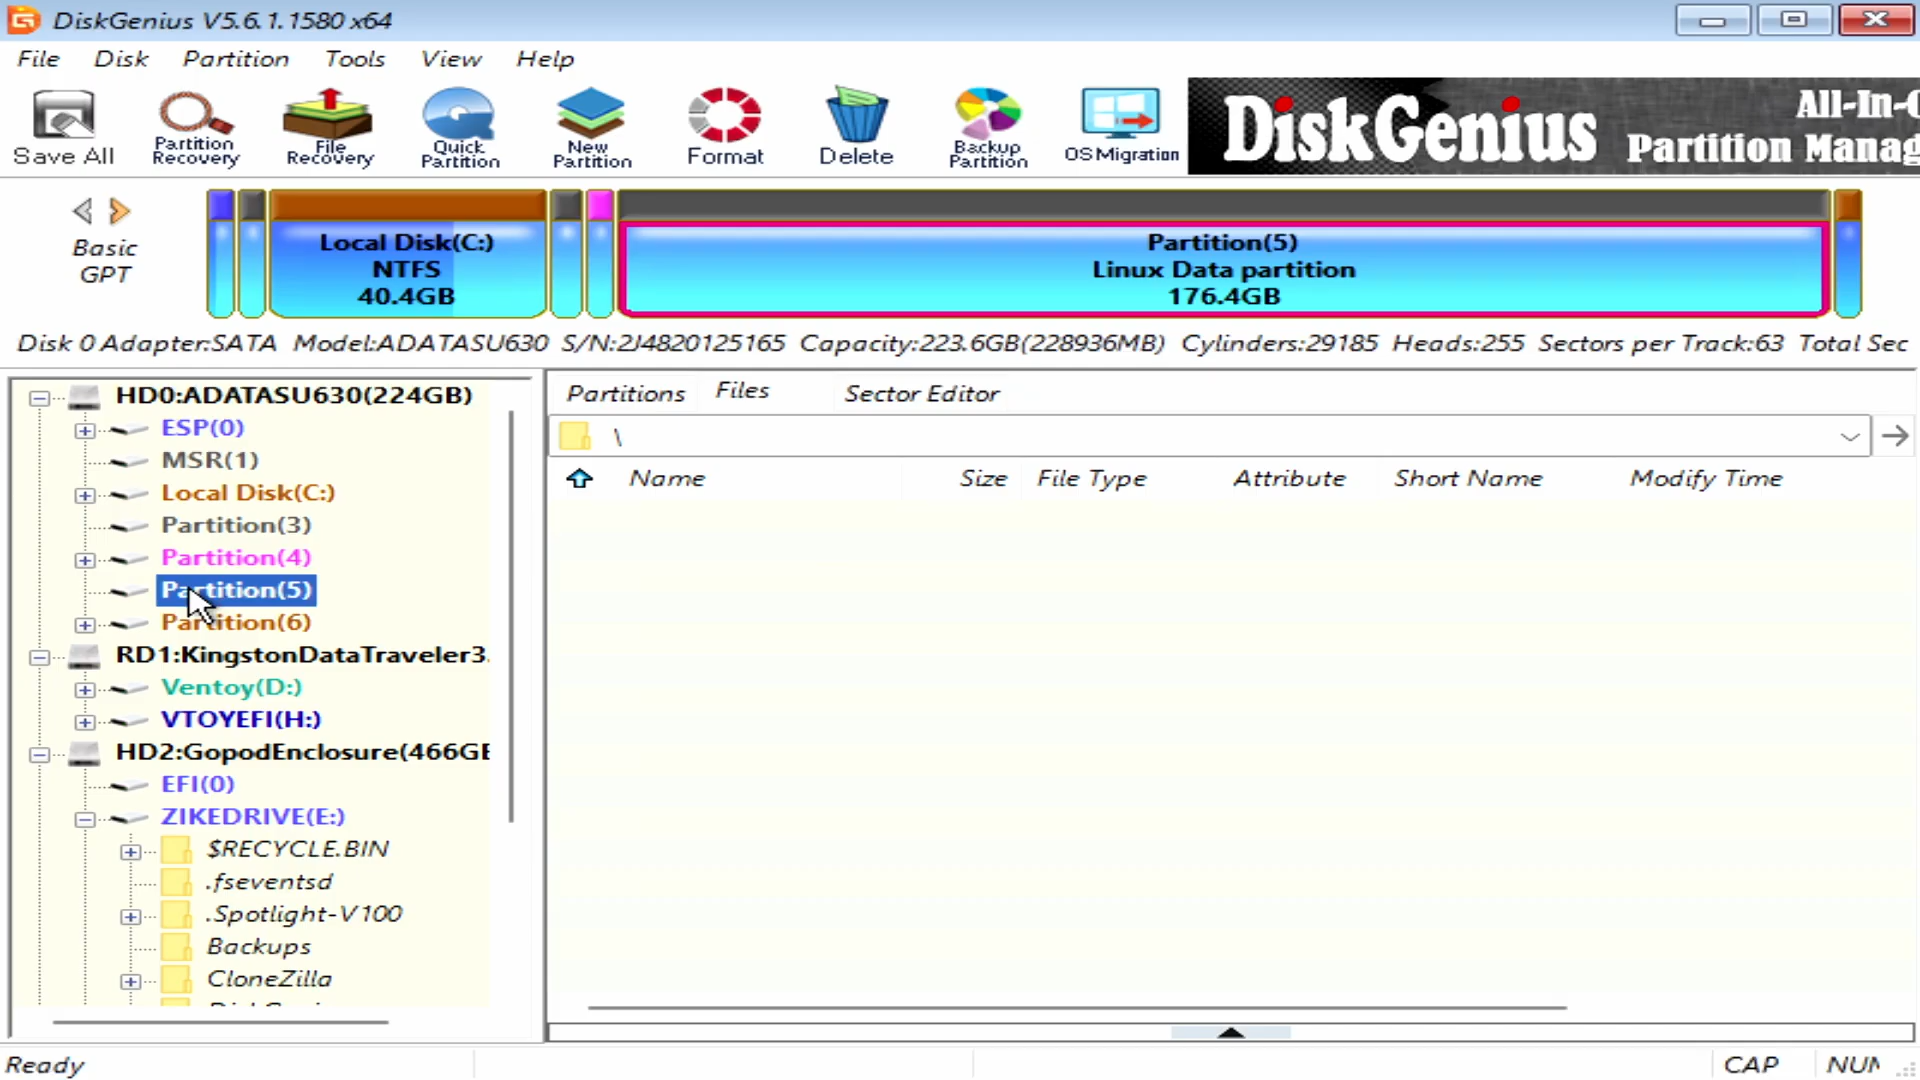 DiskGenius V5.6.1.1580 x64
File Disk Partition Tools View Help
Save All
Partition Recovery
File Recovery
Quick Partition
New Partition
Format
Delete
Backup Partition
OS Migration
DiskGenius
All-In-O
Partition Manag
Basic
GPT
Local Disk(C:)
NTFS
40.4GB
Partition(5)
Linux Data partition
176.4GB
Disk 0 Adapter:SATA Model:ADATASU630 S/N:2J4820125165 Capacity:223.6GB(228936MB) Cylinders:29185 Heads:255 Sectors per Track:63 Total Sec
HD0:ADATASU630(224GB)
ESP(0)
MSR(1)
Local Disk(C:)
Partition(3)
Partition(4)
Partition(5)
Partition(6)
RD1:KingstonDataTraveler3.
Ventoy(D:)
VTOYEFI(H:)
HD2:GopodEnclosure(466GB
EFI(0)
ZIKEDRIVE(E:)
$RECYCLE.BIN
.fseventsd
.Spotlight-V100
Backups
CloneZilla
Partitions Files Sector Editor
\
Name Size File Type Attribute Short Name Modify Time
Ready CAP NUM